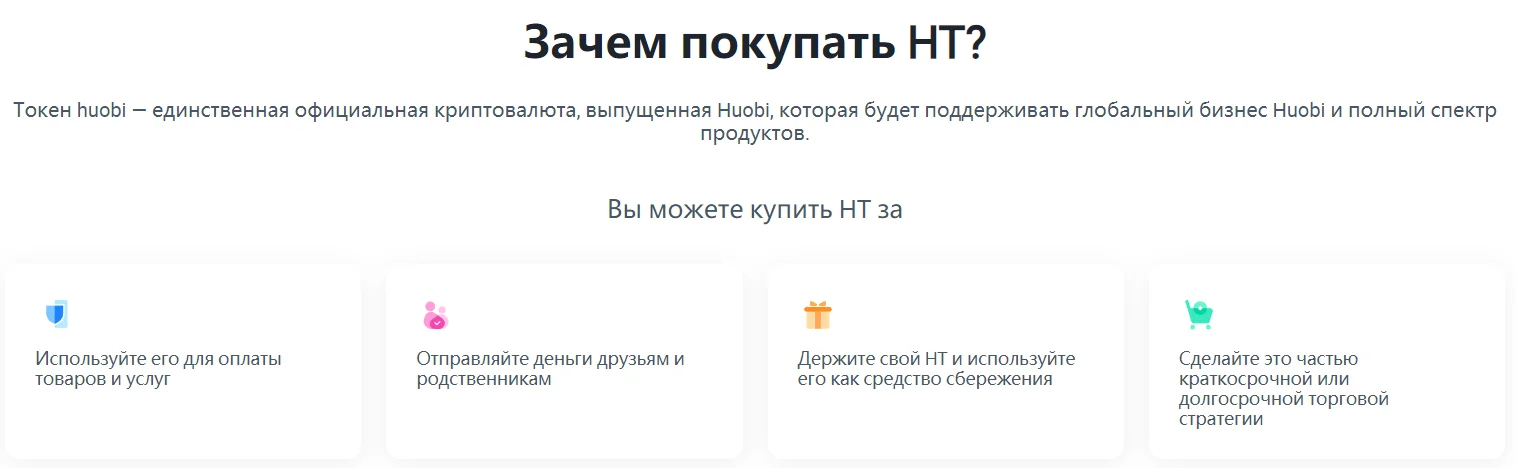 Зачем покупать HT?
Токен huobi — единственная официальная криптовалюта, выпущенная Huobi, которая будет поддерживать глобальный бизнес Huobi и полный спектр
продуктов.
Вы можете купить HT за
Используйте его для оплаты
товаров и услуг
Отправляйте деньги друзьям и
родственникам
Держите свой HT и используйте
его как средство сбережения
Сделайте это частью
краткосрочной или
долгосрочной торговой
стратегии